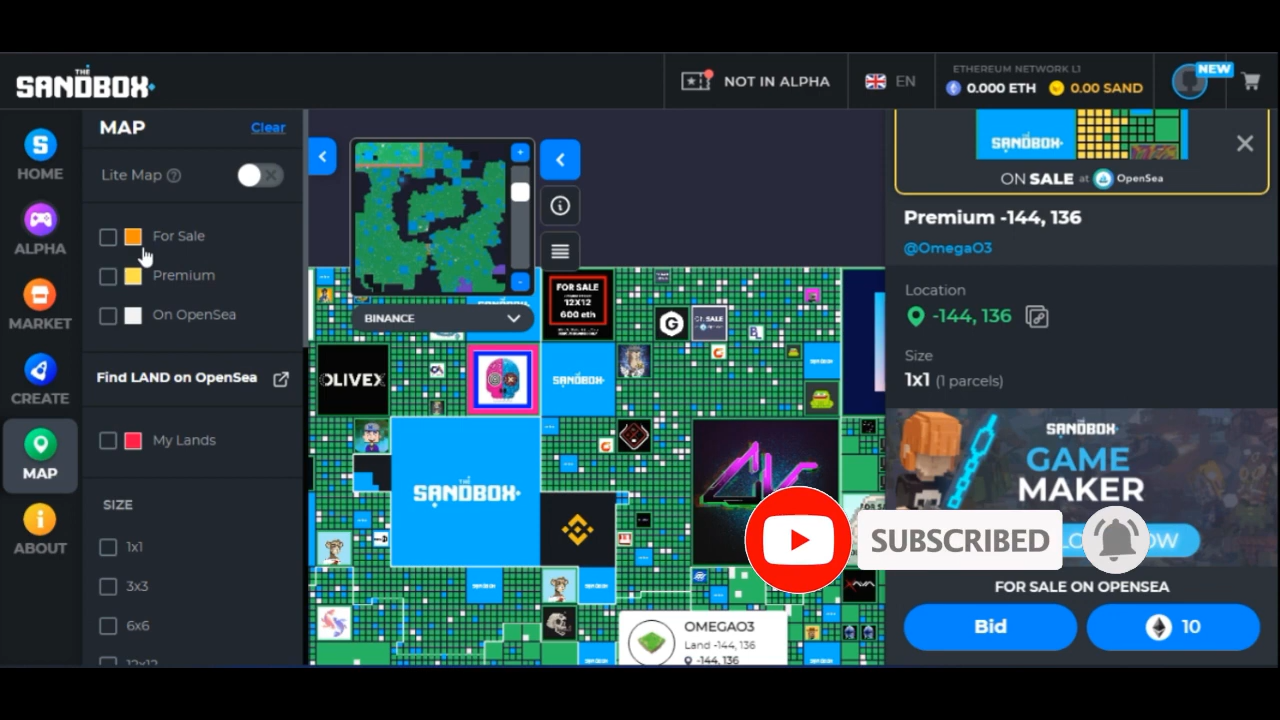 THE
SANDBOX
NOT IN ALPHA
EN
ETHEREUM NETWORK L1
0.000 ETH
0.00 SAND
NEW
HOME
ALPHA
MARKET
CREATE
MAP
ABOUT
MAP
Clear
Lite Map
For Sale
Premium
On OpenSea
Find LAND on OpenSea
My Lands
SIZE
1x1
3x3
6x6
12x12
BINANCE
FOR SALE
12X12
600 eth
SALE
OLIVEX
SANDBOX
THE
SANDBOX
OMEGAO3
Land -144, 136
-144, 136
SANDBOX
ON SALE at OpenSea
Premium -144, 136
@OmegaO3
Location
-144, 136
Size
1x1 (1 parcels)
SANDBOX
GAME
MAKER
SUBSCRIBED
FOR SALE ON OPENSEA
Bid
10